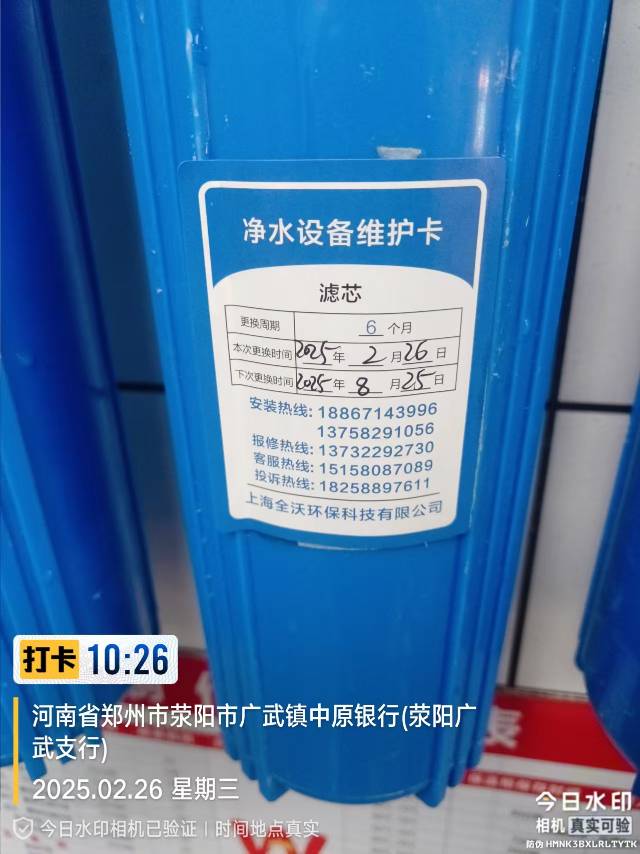 净水设备维护卡
滤芯
更换周期 6 个月
本次更换时间 2025 年 2 月 26 日
下次更换时间 2025 年 8 月 25 日
安装热线: 18867143996
13758291056
报修热线: 13732292730
客服热线: 15158087089
投诉热线: 18258897611
上海全沃环保科技有限公司
打卡 10:26
河南省郑州市荥阳市广武镇中原银行(荥阳广
武支行)
2025.02.26 星期三
今日水印相机已验证 | 时间地点真实
今日水印
相机 真实可验
防伪 HMNK3BXLRLTYTK